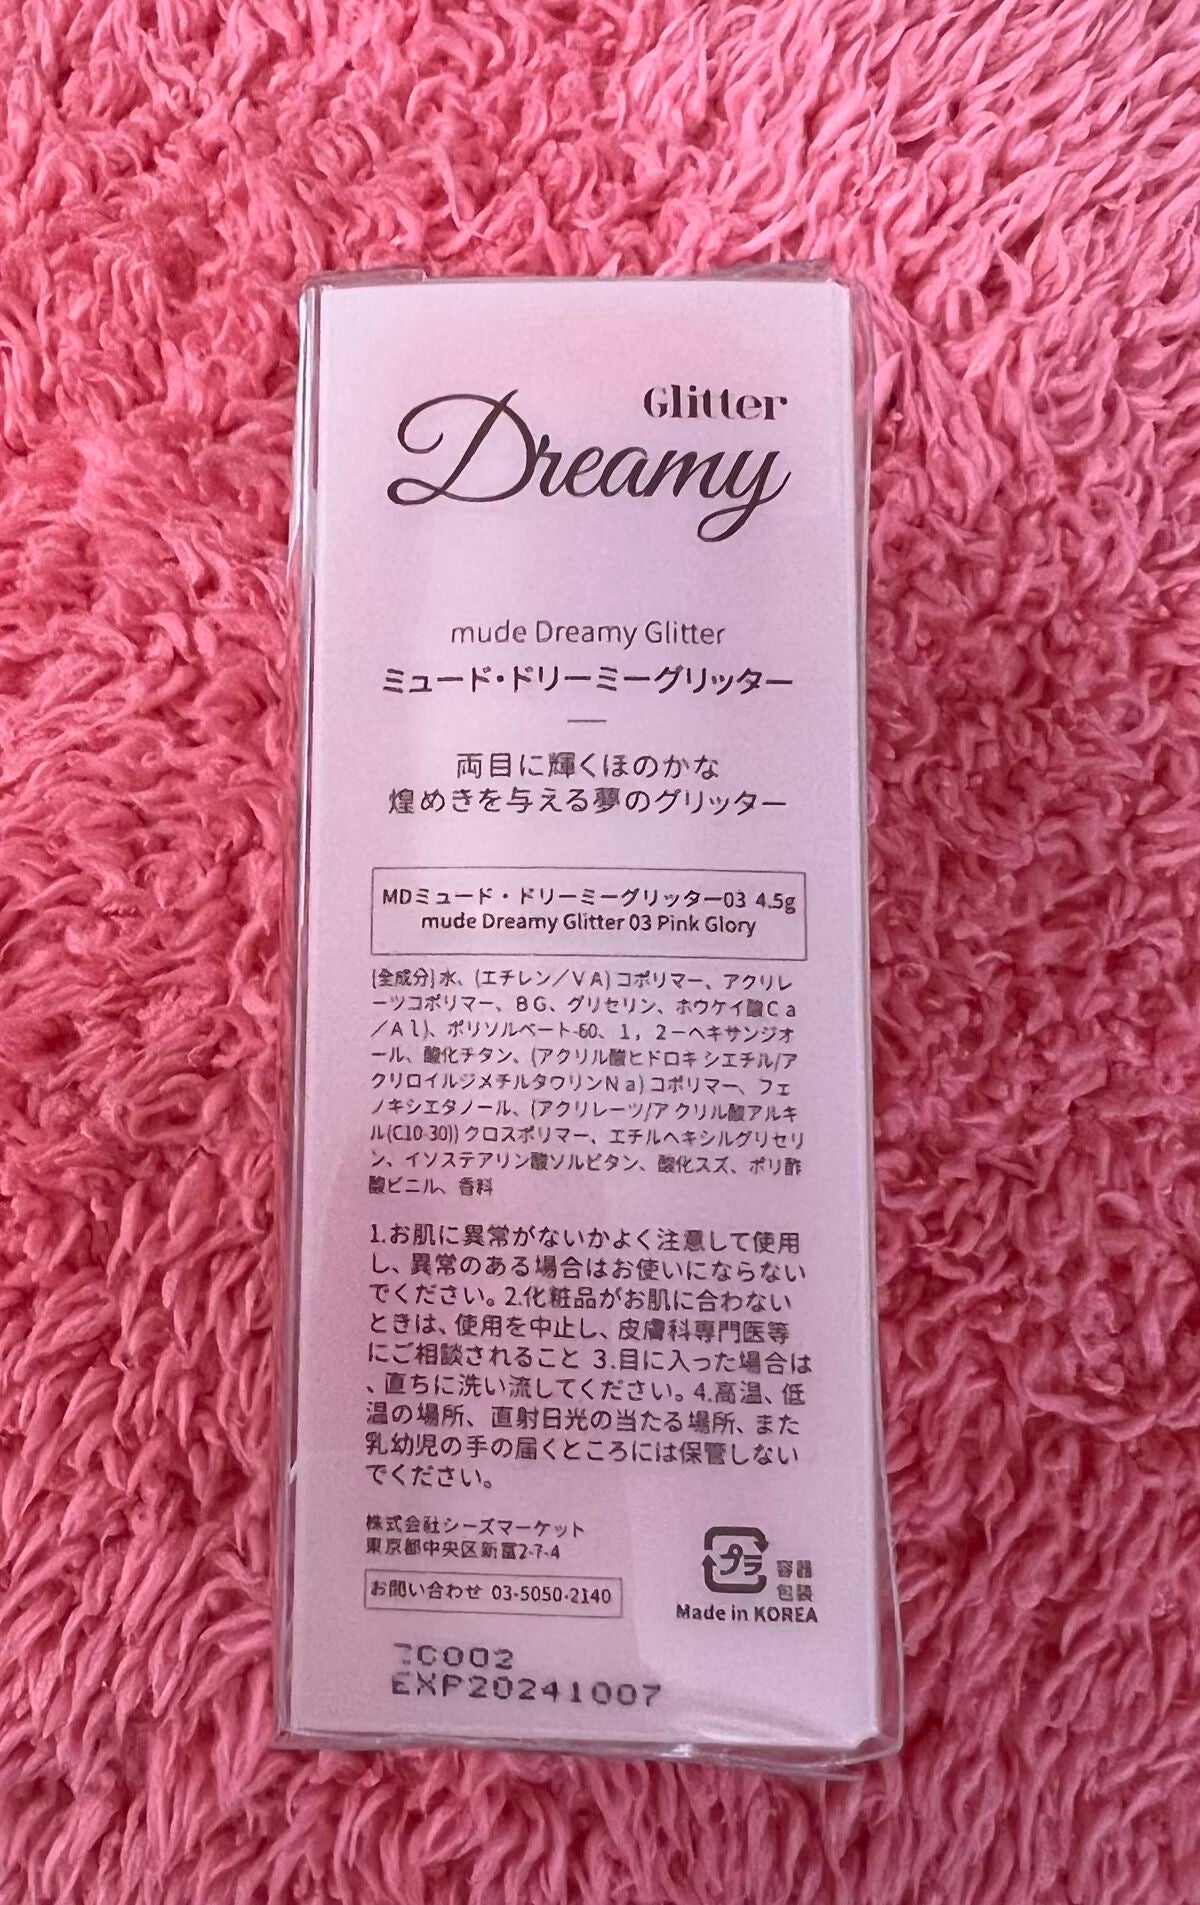 Glitter
Dreamy
mude Dreamy Glitter
ミュード・ドリーミーグリッター
両目に輝くほのかな
煌めきを与える夢のグリッター
MDミュード・ドリーミーグリッター03 4.5g
mude Dreamy Glitter 03 Pink Glory
[全成分]水、(エチレン/VA)コポリマー、アクリレ
ーツコポリマー、BG、グリセリン、ホウケイ酸Ca
/Al)、ポリソルベート-60、1，2-ヘキサンジオ
ール、酸化チタン、(アクリル酸ヒドロキシエチル/ア
クリロイルジメチルタウリンNa)コポリマー、フェ
ノキシエタノール、(アクリレーツ/アクリル酸アルキ
ル(C10-30))クロスポリマー、エチルヘキシルグリセリ
ン、イソステアリン酸ソルビタン、酸化スズ、ポリ酢
酸ビニル、香料
1.お肌に異常がないかよく注意して使用
し、異常のある場合はお使いにならない
でください。2.化粧品がお肌に合わない
ときは、使用を中止し、皮膚科専門医等
にご相談されること 3.目に入った場合は
、直ちに洗い流してください。4.高温、低
温の場所、直射日光の当たる場所、また
乳幼児の手の届くところには保管しない
でください。
株式会社シーズマーケット
東京都中央区新富2-7-4
お問い合わせ 03-5050-2140
プラ
容器
包装
Made in KOREA
C002
EXP20241007